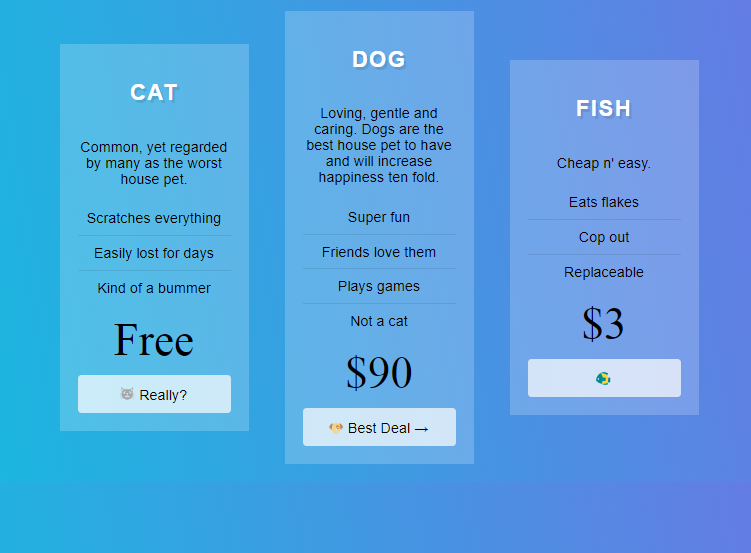 CAT
Common, yet regarded
by many as the worst
house pet.
Scratches everything
Easily lost for days
Kind of a bummer
Free
Really?
DOG
Loving, gentle and
caring. Dogs are the
best house pet to have
and will increase
happiness ten fold.
Super fun
Friends love them
Plays games
Not a cat
$90
Best Deal →
FISH
Cheap n' easy.
Eats flakes
Cop out
Replaceable
$3